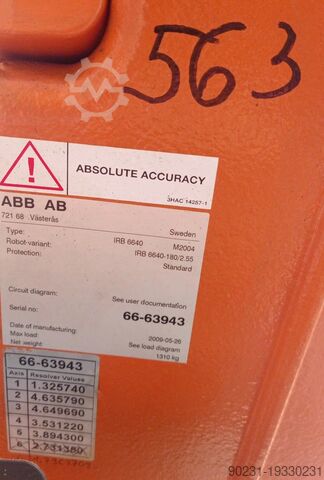 563
ABSOLUTE ACCURACY
3HAC 14257-1
ABB AB
721 68 Västerås Sweden
Type: IRB 6640 M2004
Robot-variant: IRB 6640-180/2.55
Protection: Standard
Circuit diagram: See user documentation
Serial no: 66-63943
Date of manufacturing: 2009-05-26
Max load: See load diagram
Net weight: 1310 kg
66-63943
Axis Resolver Values
1 1.325740
2 4.635790
3 4.649690
4 3.531220
5 3.894300
6 2.731380
90231-19330231